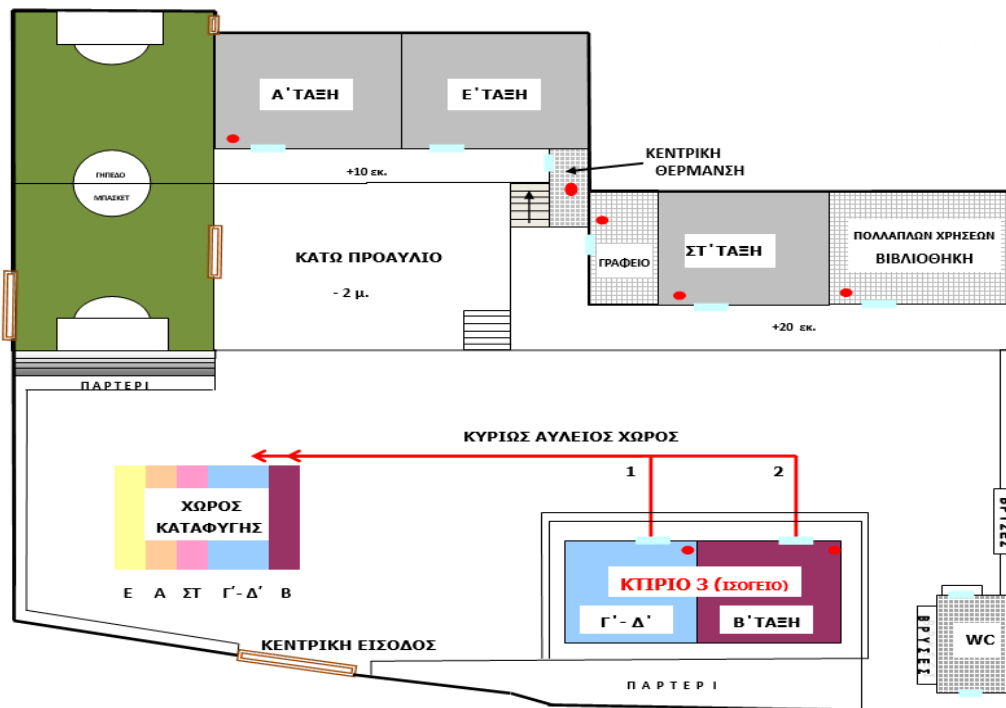 Α΄ΤΑΞΗ
Ε΄ΤΑΞΗ
ΚΕΝΤΡΙΚΗ
ΘΕΡΜΑΝΣΗ
ΓΗΠΕΔΟ
ΜΠΑΣΚΕΤ
+10 εκ.
ΚΑΤΩ ΠΡΟΑΥΛΙΟ
- 2 μ.
ΓΡΑΦΕΙΟ
ΣΤ΄ΤΑΞΗ
ΠΟΛΛΑΠΛΩΝ ΧΡΗΣΕΩΝ
ΒΙΒΛΙΟΘΗΚΗ
+20 εκ.
ΠΑΡΤΕΡΙ
ΚΥΡΙΩΣ ΑΥΛΕΙΟΣ ΧΩΡΟΣ
1
2
ΧΩΡΟΣ
ΚΑΤΑΦΥΓΗΣ
Ε Α ΣΤ Γ΄- Δ΄ Β
ΚΤΙΡΙΟ 3 (ΙΣΟΓΕΙΟ)
Γ΄- Δ΄
Β΄ΤΑΞΗ
ΒΡΥΣΕΣ
ΒΡΥΣΕΣ
WC
ΚΕΝΤΡΙΚΗ ΕΙΣΟΔΟΣ
ΠΑΡΤΕΡΙ